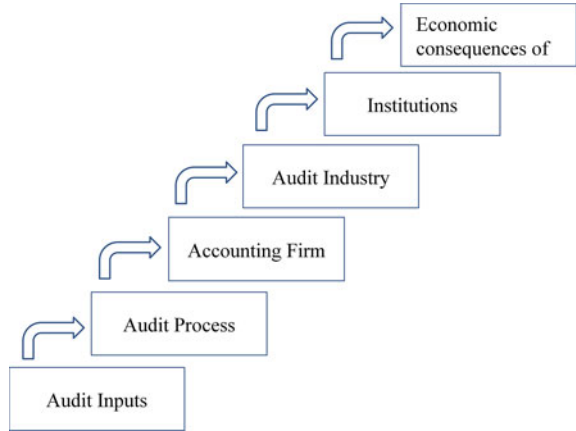 Economic
consequences of
Institutions
Audit Industry
Accounting Firm
Audit Process
Audit Inputs